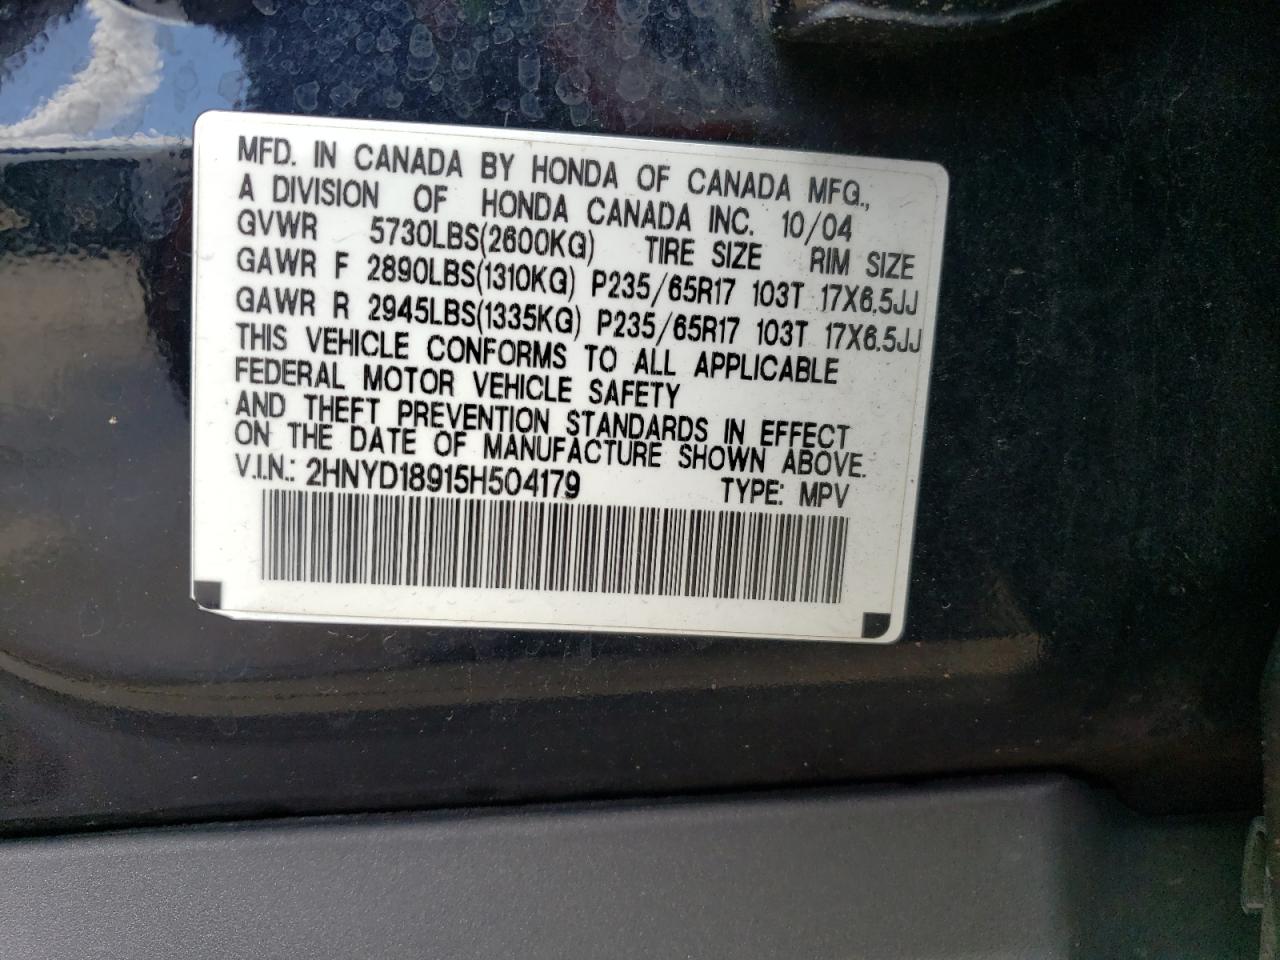 MFD. IN CANADA BY HONDA OF CANADA MFG.,
A DIVISION OF HONDA CANADA INC. 10/04
GVWR 5730LBS(2600KG) TIRE SIZE RIM SIZE
GAWR F 2890LBS(1310KG) P235/65R17 103T 17X6.5JJ
GAWR R 2945LBS(1335KG) P235/65R17 103T 17X6.5JJ
THIS VEHICLE CONFORMS TO ALL APPLICABLE
FEDERAL MOTOR VEHICLE SAFETY
AND THEFT PREVENTION STANDARDS IN EFFECT
ON THE DATE OF MANUFACTURE SHOWN ABOVE.
V.I.N.: 2HNYD18915H504179 TYPE: MPV